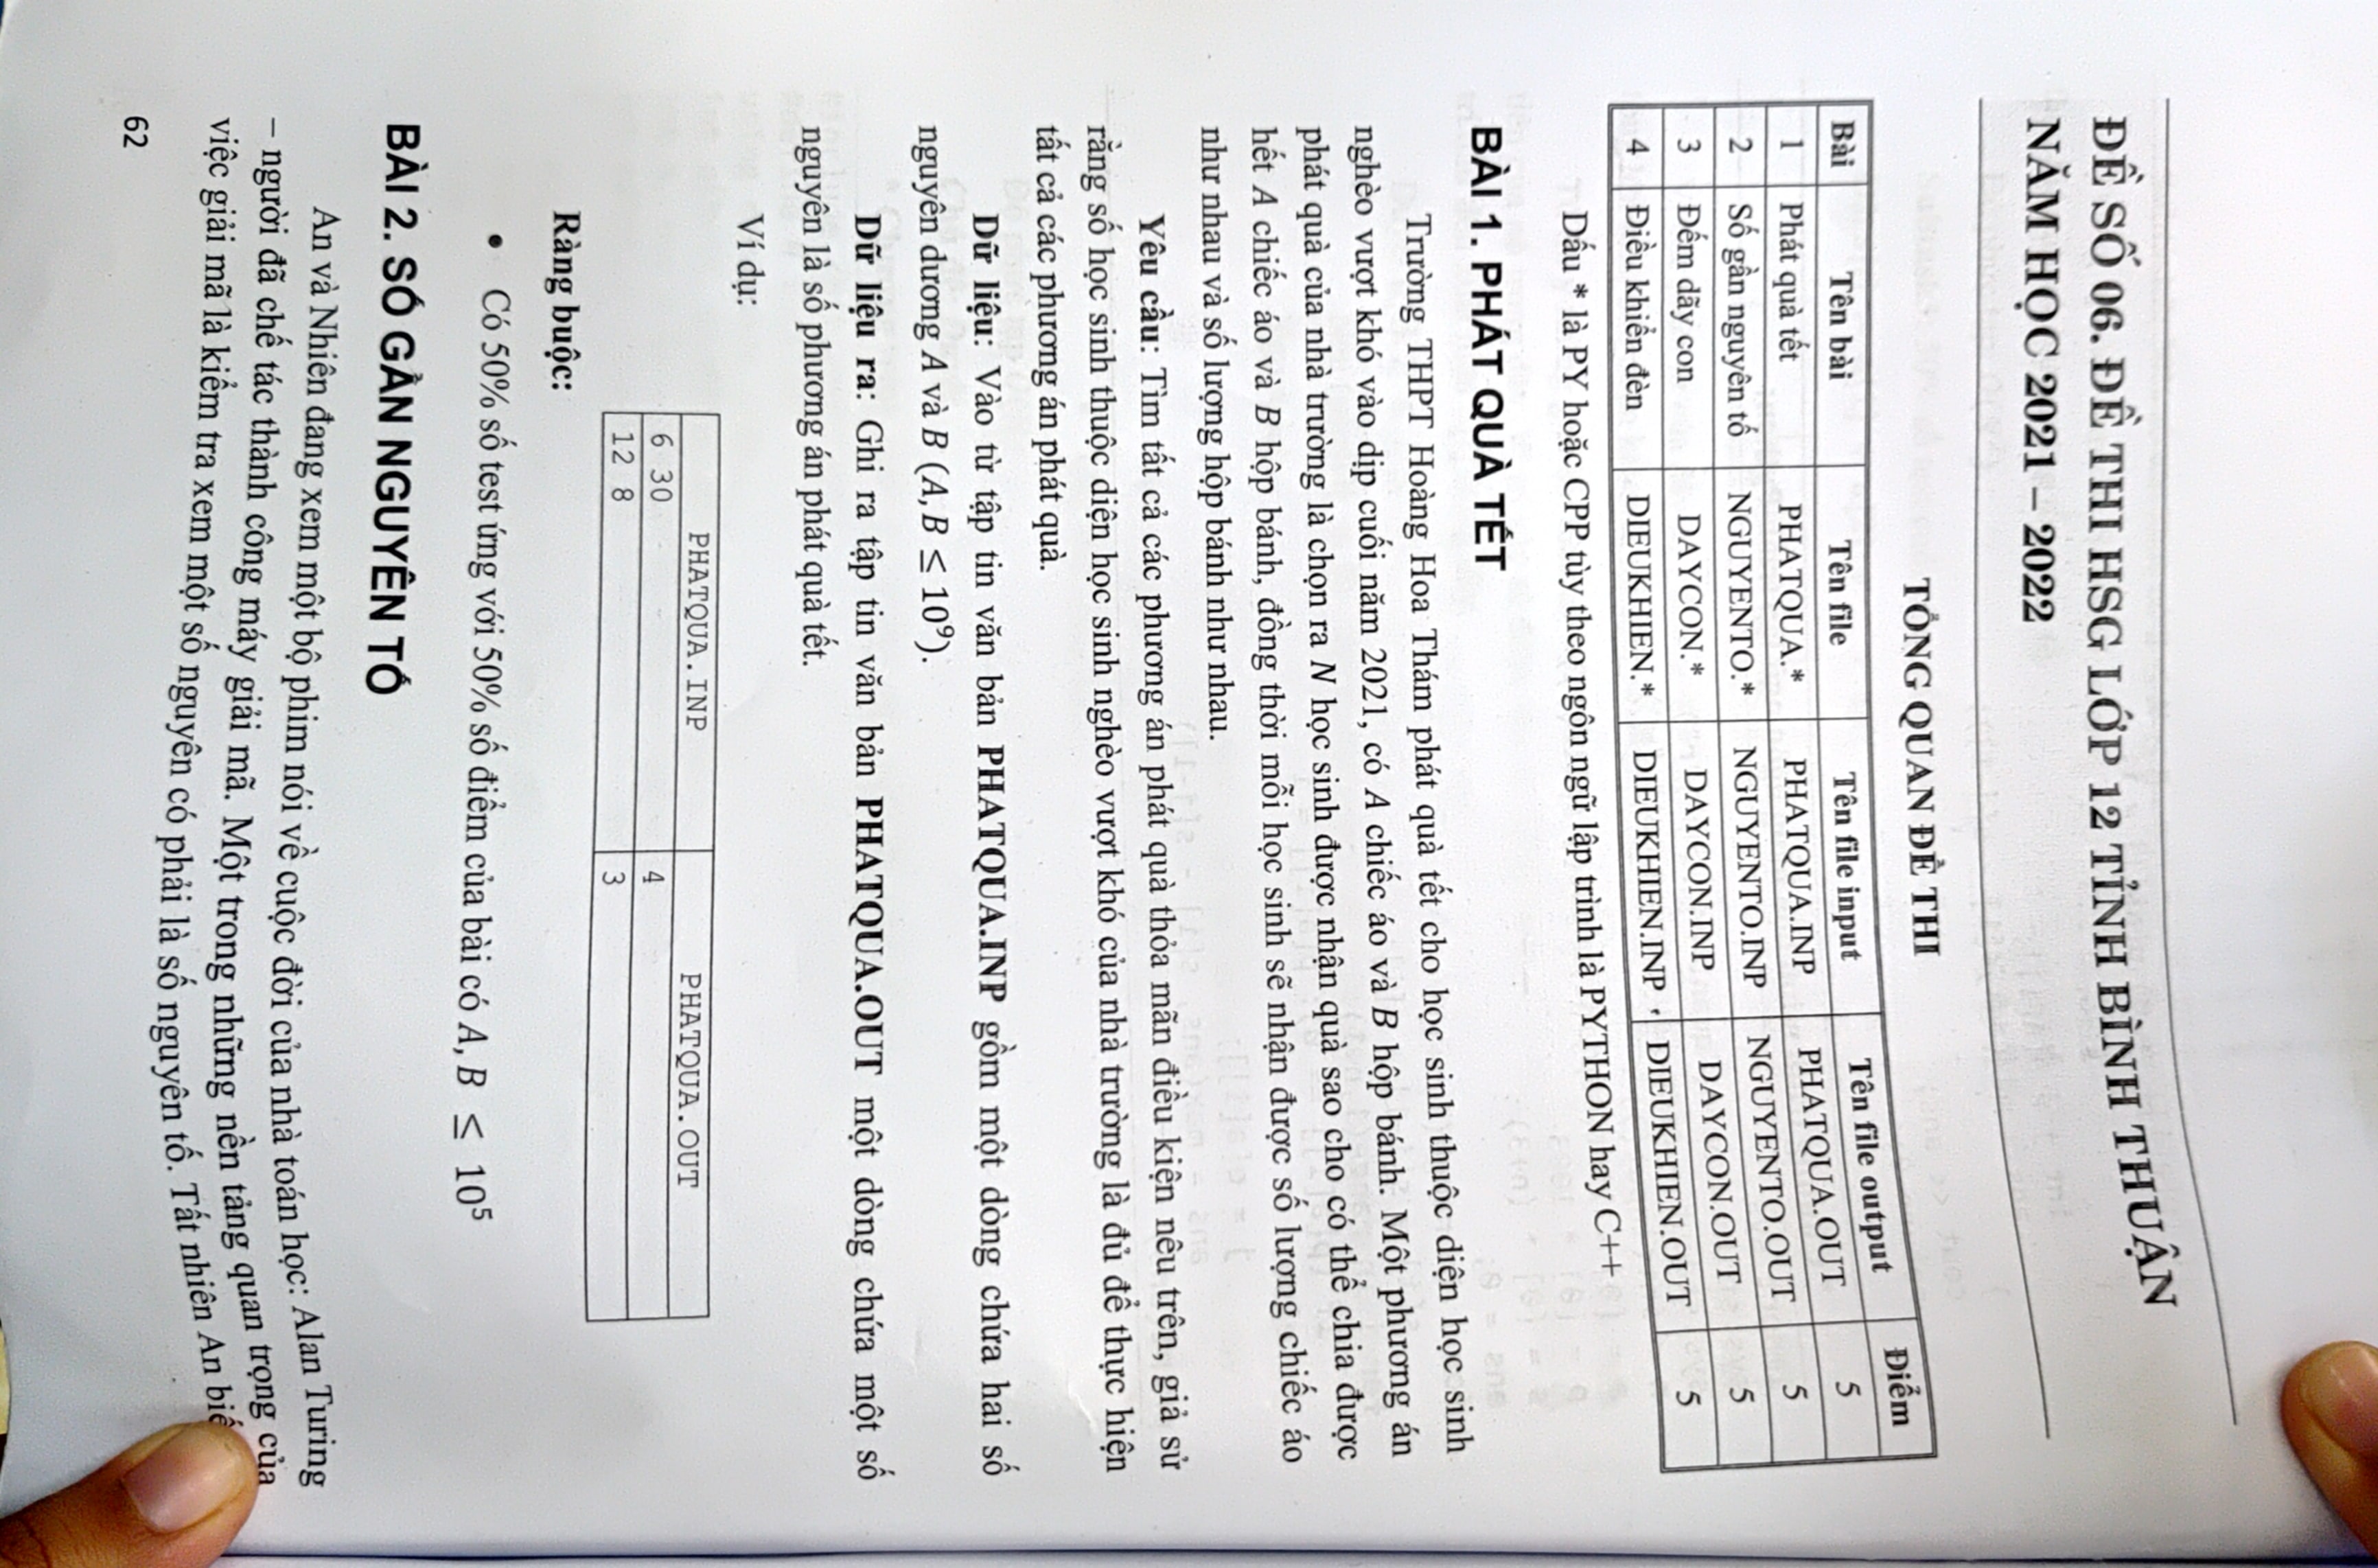 ĐỀ SỐ 06. ĐỀ THI HSG LỚP 12 TỈNH BÌNH THUẬN
NĂM HỌC 2021 – 2022
TỔNG QUAN ĐỀ THI
Bài Tên bài Tên file Tên file input Tên file output Điểm
1 Phát quà tết PHATQUA.* PHATQUA.INP PHATQUA.OUT 5
2 Số gần nguyên tố NGUYENTO.* NGUYENTO.INP NGUYENTO.OUT 5
3 Đếm dãy con DAYCON.* DAYCON.INP DAYCON.OUT 5
4 Điều khiển đèn DIEUKHIEN.* DIEUKHIEN.INP DIEUKHIEN.OUT 5
Dấu * là PY hoặc CPP tùy theo ngôn ngữ lập trình là PYTHON hay C++
BÀI 1. PHÁT QUÀ TẾT
Trường THPT Hoàng Hoa Thám phát quà tết cho học sinh thuộc diện học sinh
nghèo vượt khó vào dịp cuối năm 2021, có A chiếc áo và B hộp bánh. Một phương án
phát quà của nhà trường là chọn ra N học sinh được nhận quà sao cho có thể chia được
hết A chiếc áo và B hộp bánh, đồng thời mỗi học sinh sẽ nhận được số lượng chiếc áo
như nhau và số lượng hộp bánh như nhau.
Yêu cầu: Tìm tất cả các phương án phát quà thỏa mãn điều kiện nêu trên, giả sử
rằng số học sinh thuộc diện học sinh nghèo vượt khó của nhà trường là đủ để thực hiện
tất cả các phương án phát quà.
Dữ liệu: Vào từ tập tin văn bản PHATQUA.INP gồm một dòng chứa hai số
nguyên dương A và B (A, B ≤ 10⁹).
Dữ liệu ra: Ghi ra tập tin văn bản PHATQUA.OUT một dòng chứa một số
nguyên là số phương án phát quà tết.
Ví dụ:
PHATQUA.INP PHATQUA.OUT
6 30 4
12 8 3
Ràng buộc:
• Có 50% số test ứng với 50% số điểm của bài có A, B ≤ 10⁵
BÀI 2. SỐ GẦN NGUYÊN TỐ
An và Nhiên đang xem một bộ phim nói về cuộc đời của nhà toán học: Alan Turing
– người đã chế tác thành công máy giải mã. Một trong những nền tảng quan trọng của
việc giải mã là kiểm tra xem một số nguyên có phải là số nguyên tố. Tất nhiên An
62